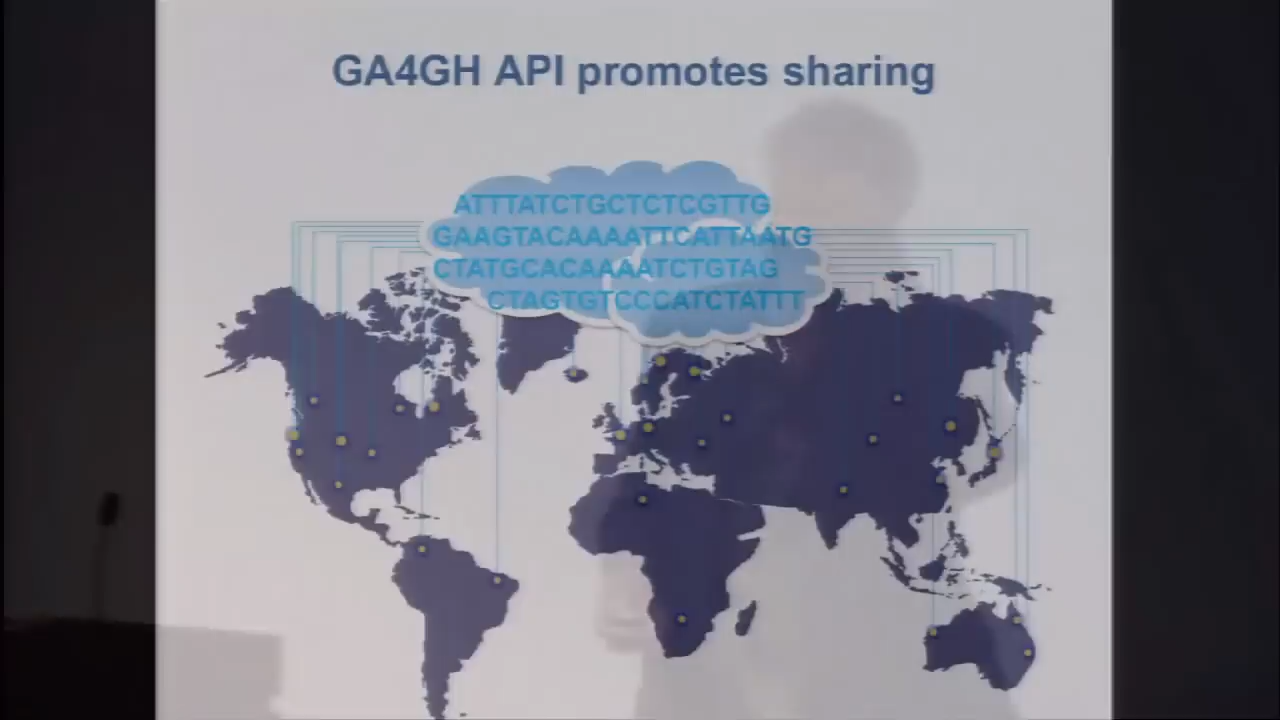 GA4GH API promotes sharing
ATTTATCTGCTCTCGTTG
GAAGTACAAAATTCATTAATG
CTATGCACAAAATCTGTAG
CTAGTGTCCCATCTATTT